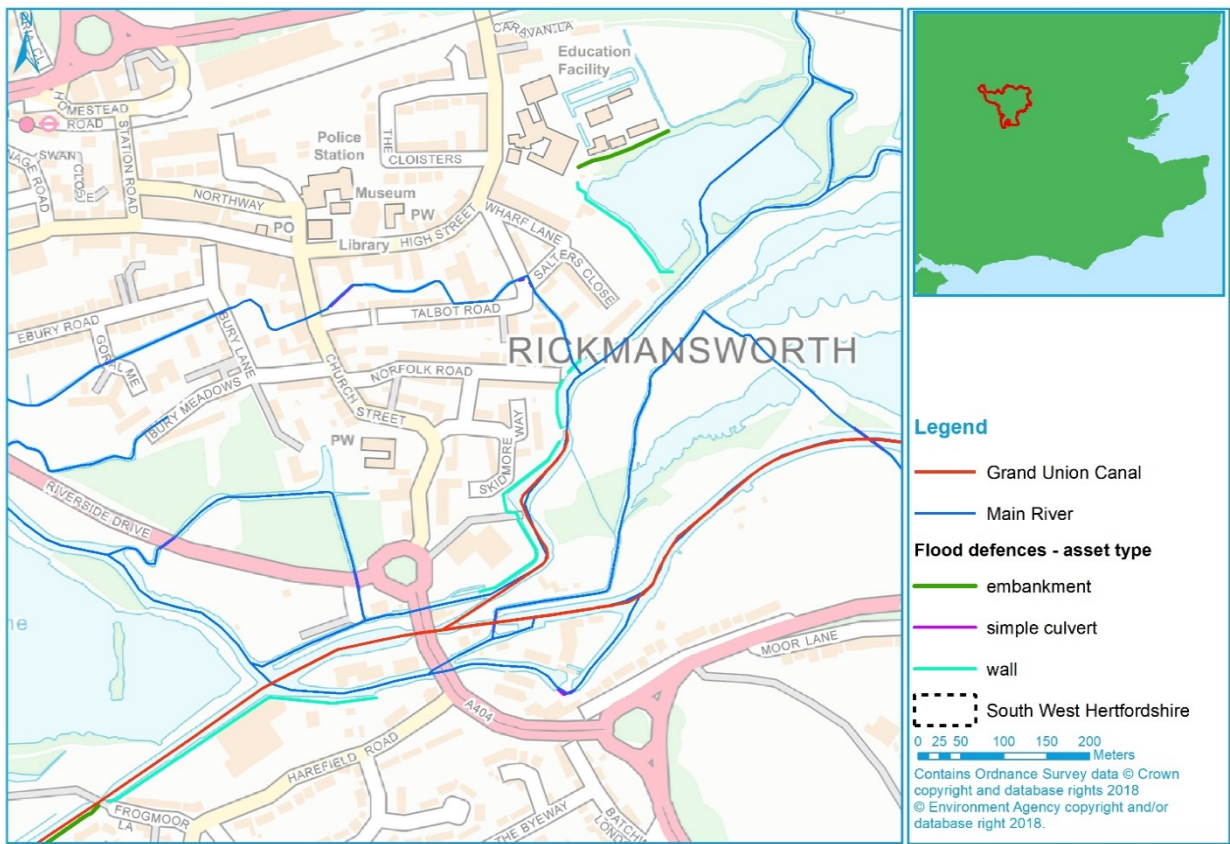 N
CARAVAN LA
Education
Facility
HOMESTEAD
ROAD
STATION ROAD
SWAN
CLOSE
NORTHWAY
THE CLOISTERS
Police
Station
Museum
PW
PO
Library
HIGH STREET
WHARF LANE
SALTERS CLOSE
EBURY ROAD
BURY LANE
TALBOT ROAD
RICKMANSWORTH
BURY MEADOWS
CHURCH STREET
NORFOLK ROAD
PW
SKIDMORE WAY
RIVERSIDE DRIVE
A404
MOOR LANE
HAREFIELD ROAD
FROGMOOR
LA
THE BYEWAY
Legend
Grand Union Canal
Main River
Flood defences - asset type
embankment
simple culvert
wall
South West Hertfordshire
0 25 50 100 150 200
Meters
Contains Ordnance Survey data © Crown
copyright and database rights 2018
© Environment Agency copyright and/or
database right 2018.